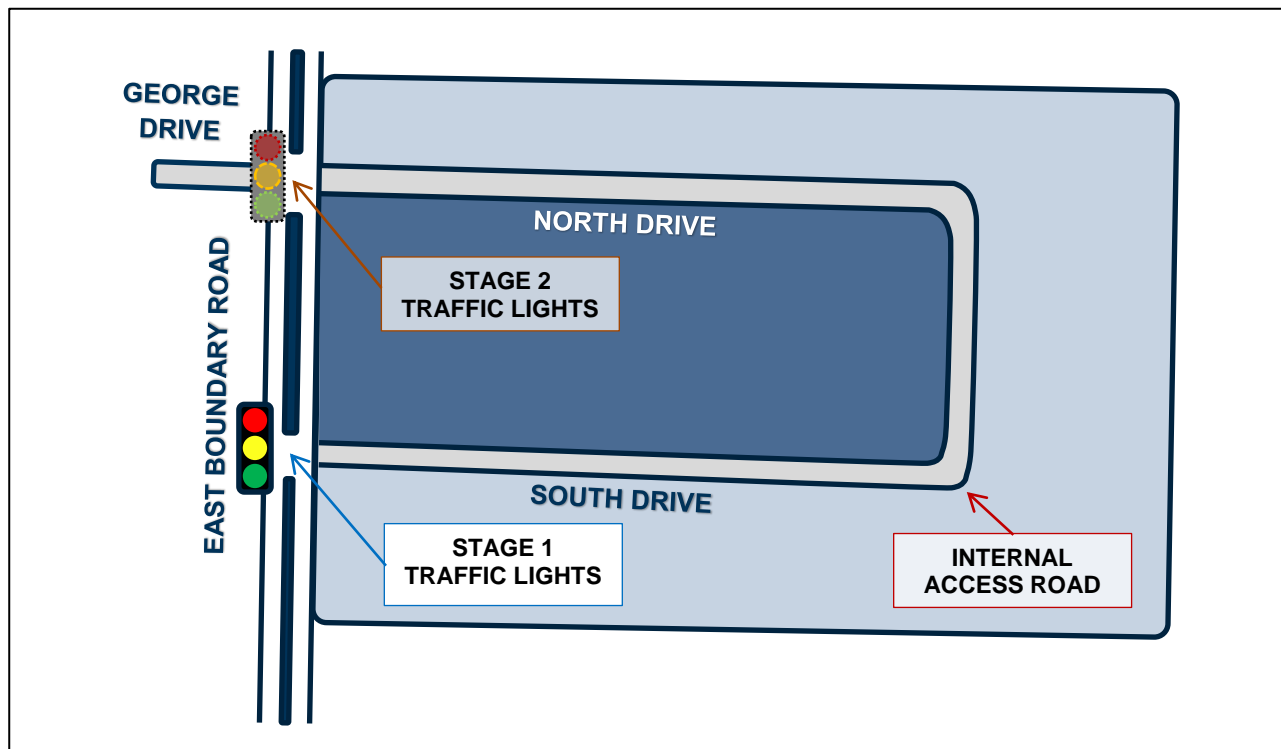 GEORGE
DRIVE
NORTH DRIVE
STAGE 2
TRAFFIC LIGHTS
EAST BOUNDARY ROAD
SOUTH DRIVE
STAGE 1
TRAFFIC LIGHTS
INTERNAL
ACCESS ROAD